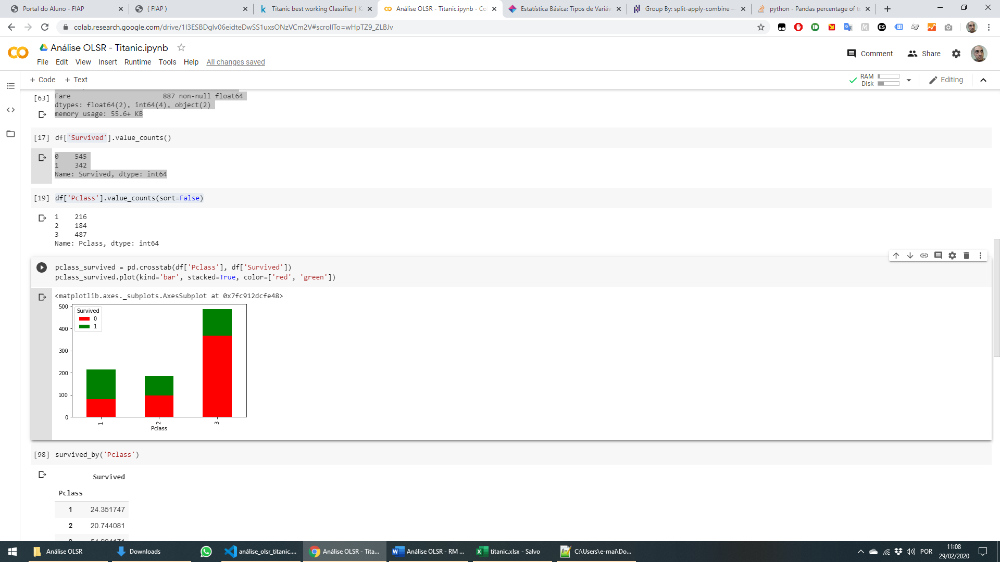 Portal do Aluno - FIAP
( FIAP )
Titanic best working Classifier | K
Análise OLSR - Titanic.ipynb - Co
Estatística Básica: Tipos de Variáv
Group By: split-apply-combine —
python - Pandas percentage of to
colab.research.google.com/drive/1I3ESBDgIv06eidteDwSS1uxsONzVCm2V#scrollTo=wHpTZ9_ZLBJv
Análise OLSR - Titanic.ipynb
Comment
Share
File Edit View Insert Runtime Tools Help All changes saved
+ Code + Text
RAM
Disk
Editing
[63]
Fare 887 non-null float64
dtypes: float64(2), int64(4), object(2)
memory usage: 55.6+ KB
[17] df['Survived'].value_counts()
0 545
1 342
Name: Survived, dtype: int64
[19] df['Pclass'].value_counts(sort=False)
1 216
2 184
3 487
Name: Pclass, dtype: int64
pclass_survived = pd.crosstab(df['Pclass'], df['Survived'])
pclass_survived.plot(kind='bar', stacked=True, color=['red', 'green'])
<matplotlib.axes._subplots.AxesSubplot at 0x7fc912dcfe48>
500
400
300
200
100
0
Survived
0
1
1
2
3
Pclass
[98] survived_by('Pclass')
Survived
Pclass
1 24.351747
2 20.744081
Análise OLSR
Downloads
análise_olsr_titanic....
Análise OLSR - Tita...
Análise OLSR - RM ...
titanic.xlsx - Salvo
C:\Users\e-mai\Do...
POR
11:08
29/02/2020